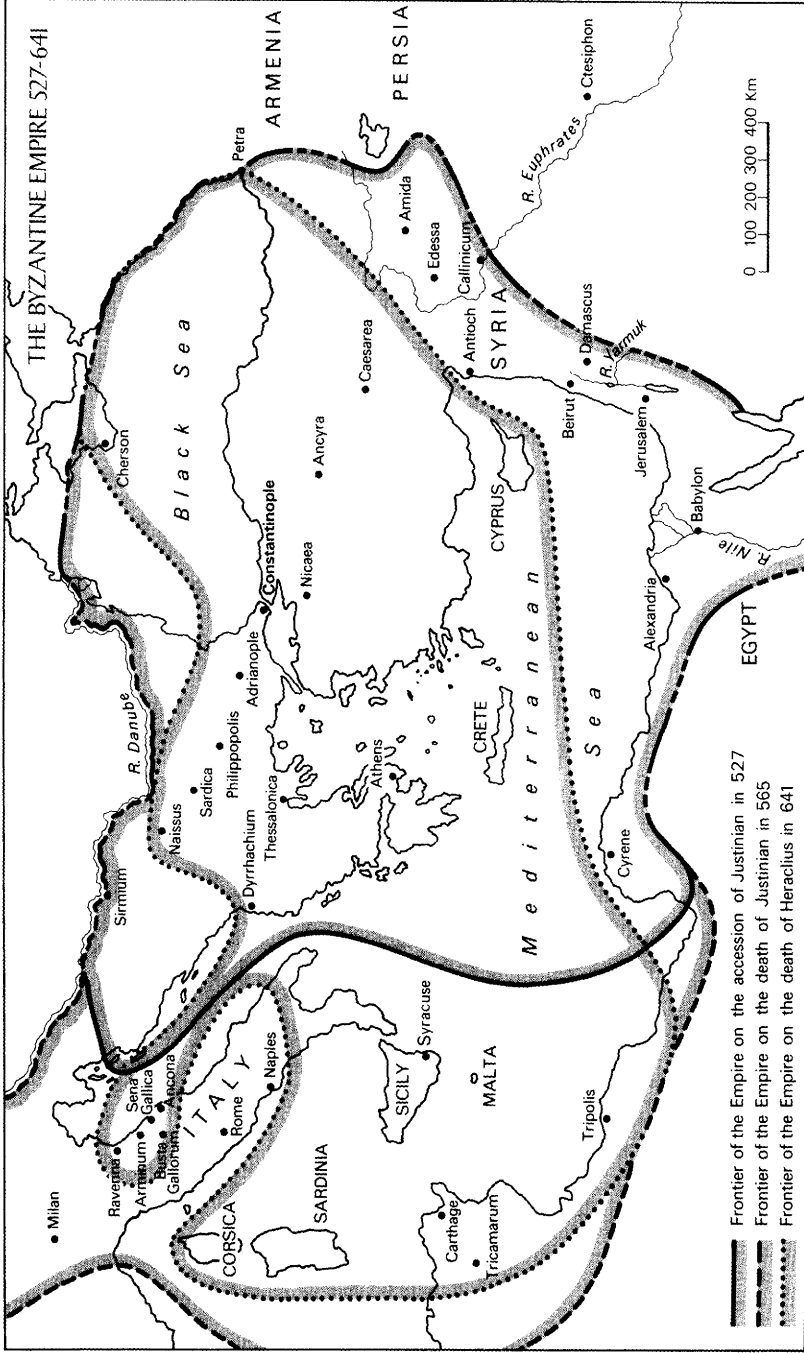 THE BYZANTINE EMPIRE 527-641
ARMENIA
PERSIA
Petra
Ctesiphon
R. Euphrates
Amida
Edessa
Callinicum
Black Sea
Cherson
Caesarea
Antioch
SYRIA
Damascus
R. Yarmuk
Beirut
Jerusalem
Ancyra
CYPRUS
Babylon
R. Nile
Constantinople
Nicaea
Alexandria
EGYPT
R. Danube
Adrianople
Philippopolis
Sardica
Naissus
Thessalonica
Athens
CRETE
Mediterranean
Sea
Sirmium
Dyrrhachium
Cyrene
Milan
Ravenna
Ariminum
Busta
Gallorum
Sena
Gallica
Ancona
ITALY
Rome
Naples
Syracuse
SICILY
MALTA
CORSICA
SARDINIA
Tripolis
Carthage
Tricamarum
0 100 200 300 400 Km
Frontier of the Empire on the accession of Justinian in 527
Frontier of the Empire on the death of Justinian in 565
Frontier of the Empire on the death of Heraclius in 641